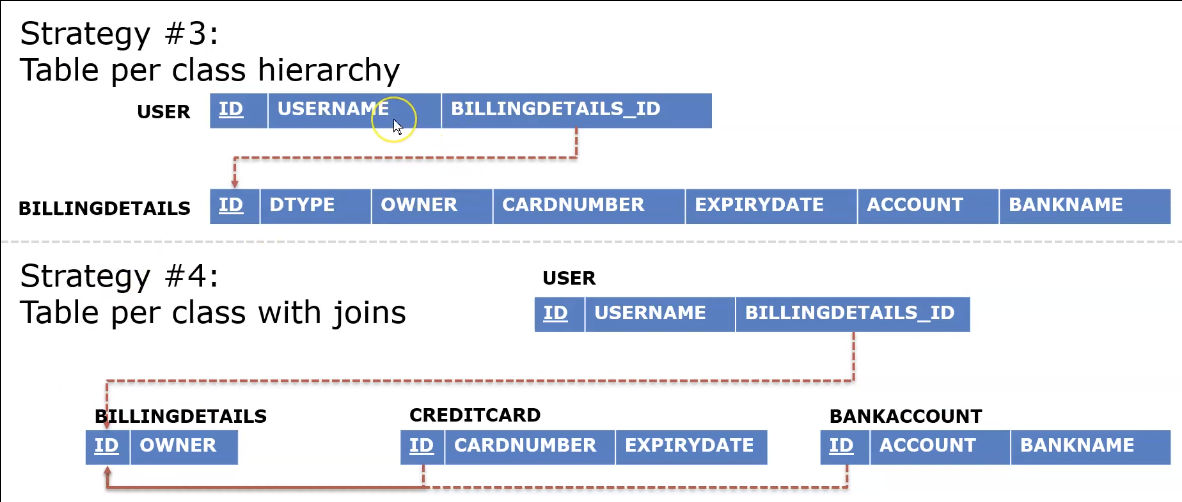 Strategy #3:
Table per class hierarchy
USER ID USERNAME BILLINGDETAILS_ID
BILLINGDETAILS ID DTYPE OWNER CARDNUMBER EXPIRYDATE ACCOUNT BANKNAME
Strategy #4:
Table per class with joins
USER
ID USERNAME BILLINGDETAILS_ID
BILLINGDETAILS CREDITCARD BANKACCOUNT
ID OWNER ID CARDNUMBER EXPIRYDATE ID ACCOUNT BANKNAME